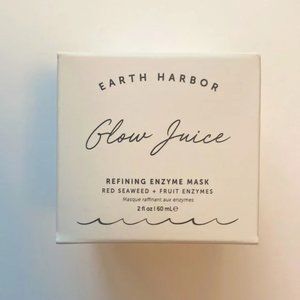 EARTH HARBOR
Glow Juice
REFINING ENZYME MASK
RED SEAWEED + FRUIT ENZYMES
Masque raffinant aux enzymes
2 fl oz | 60 mL ℮